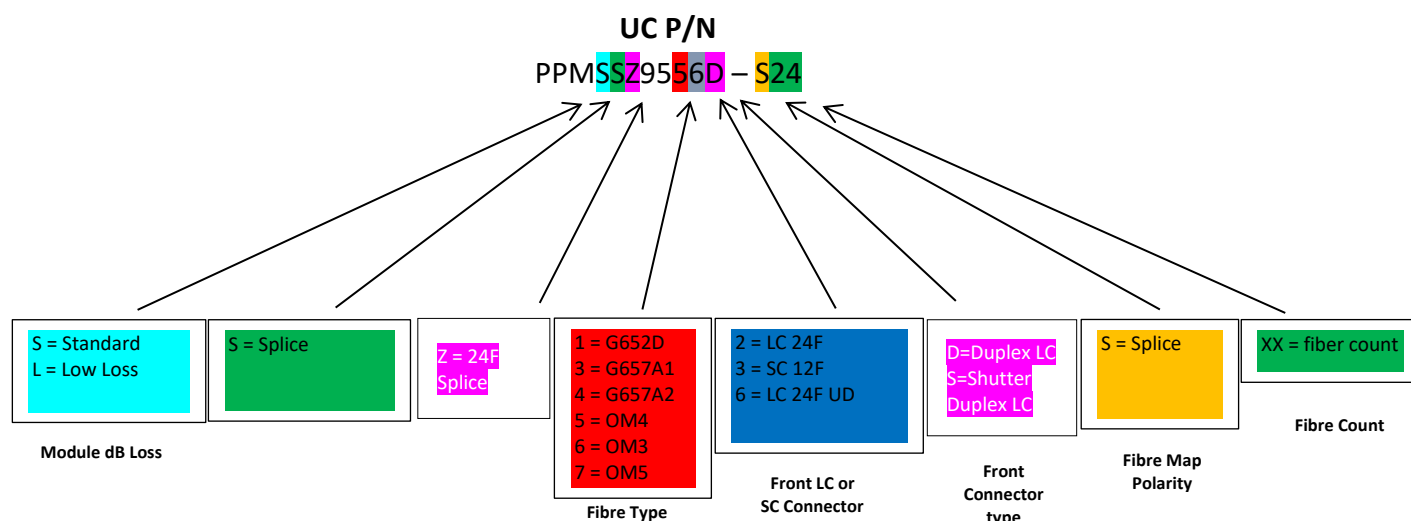 UC P/N
PPMSSZ9556D – S24
S = Standard
L = Low Loss
Module dB Loss
S = Splice
Z = 24F
Splice
1 = G652D
3 = G657A1
4 = G657A2
5 = OM4
6 = OM3
7 = OM5
Fibre Type
2 = LC 24F
3 = SC 12F
6 = LC 24F UD
Front LC or
SC Connector
D=Duplex LC
S=Shutter
Duplex LC
Front
Connector
type
S = Splice
Fibre Map
Polarity
XX = fiber count
Fibre Count